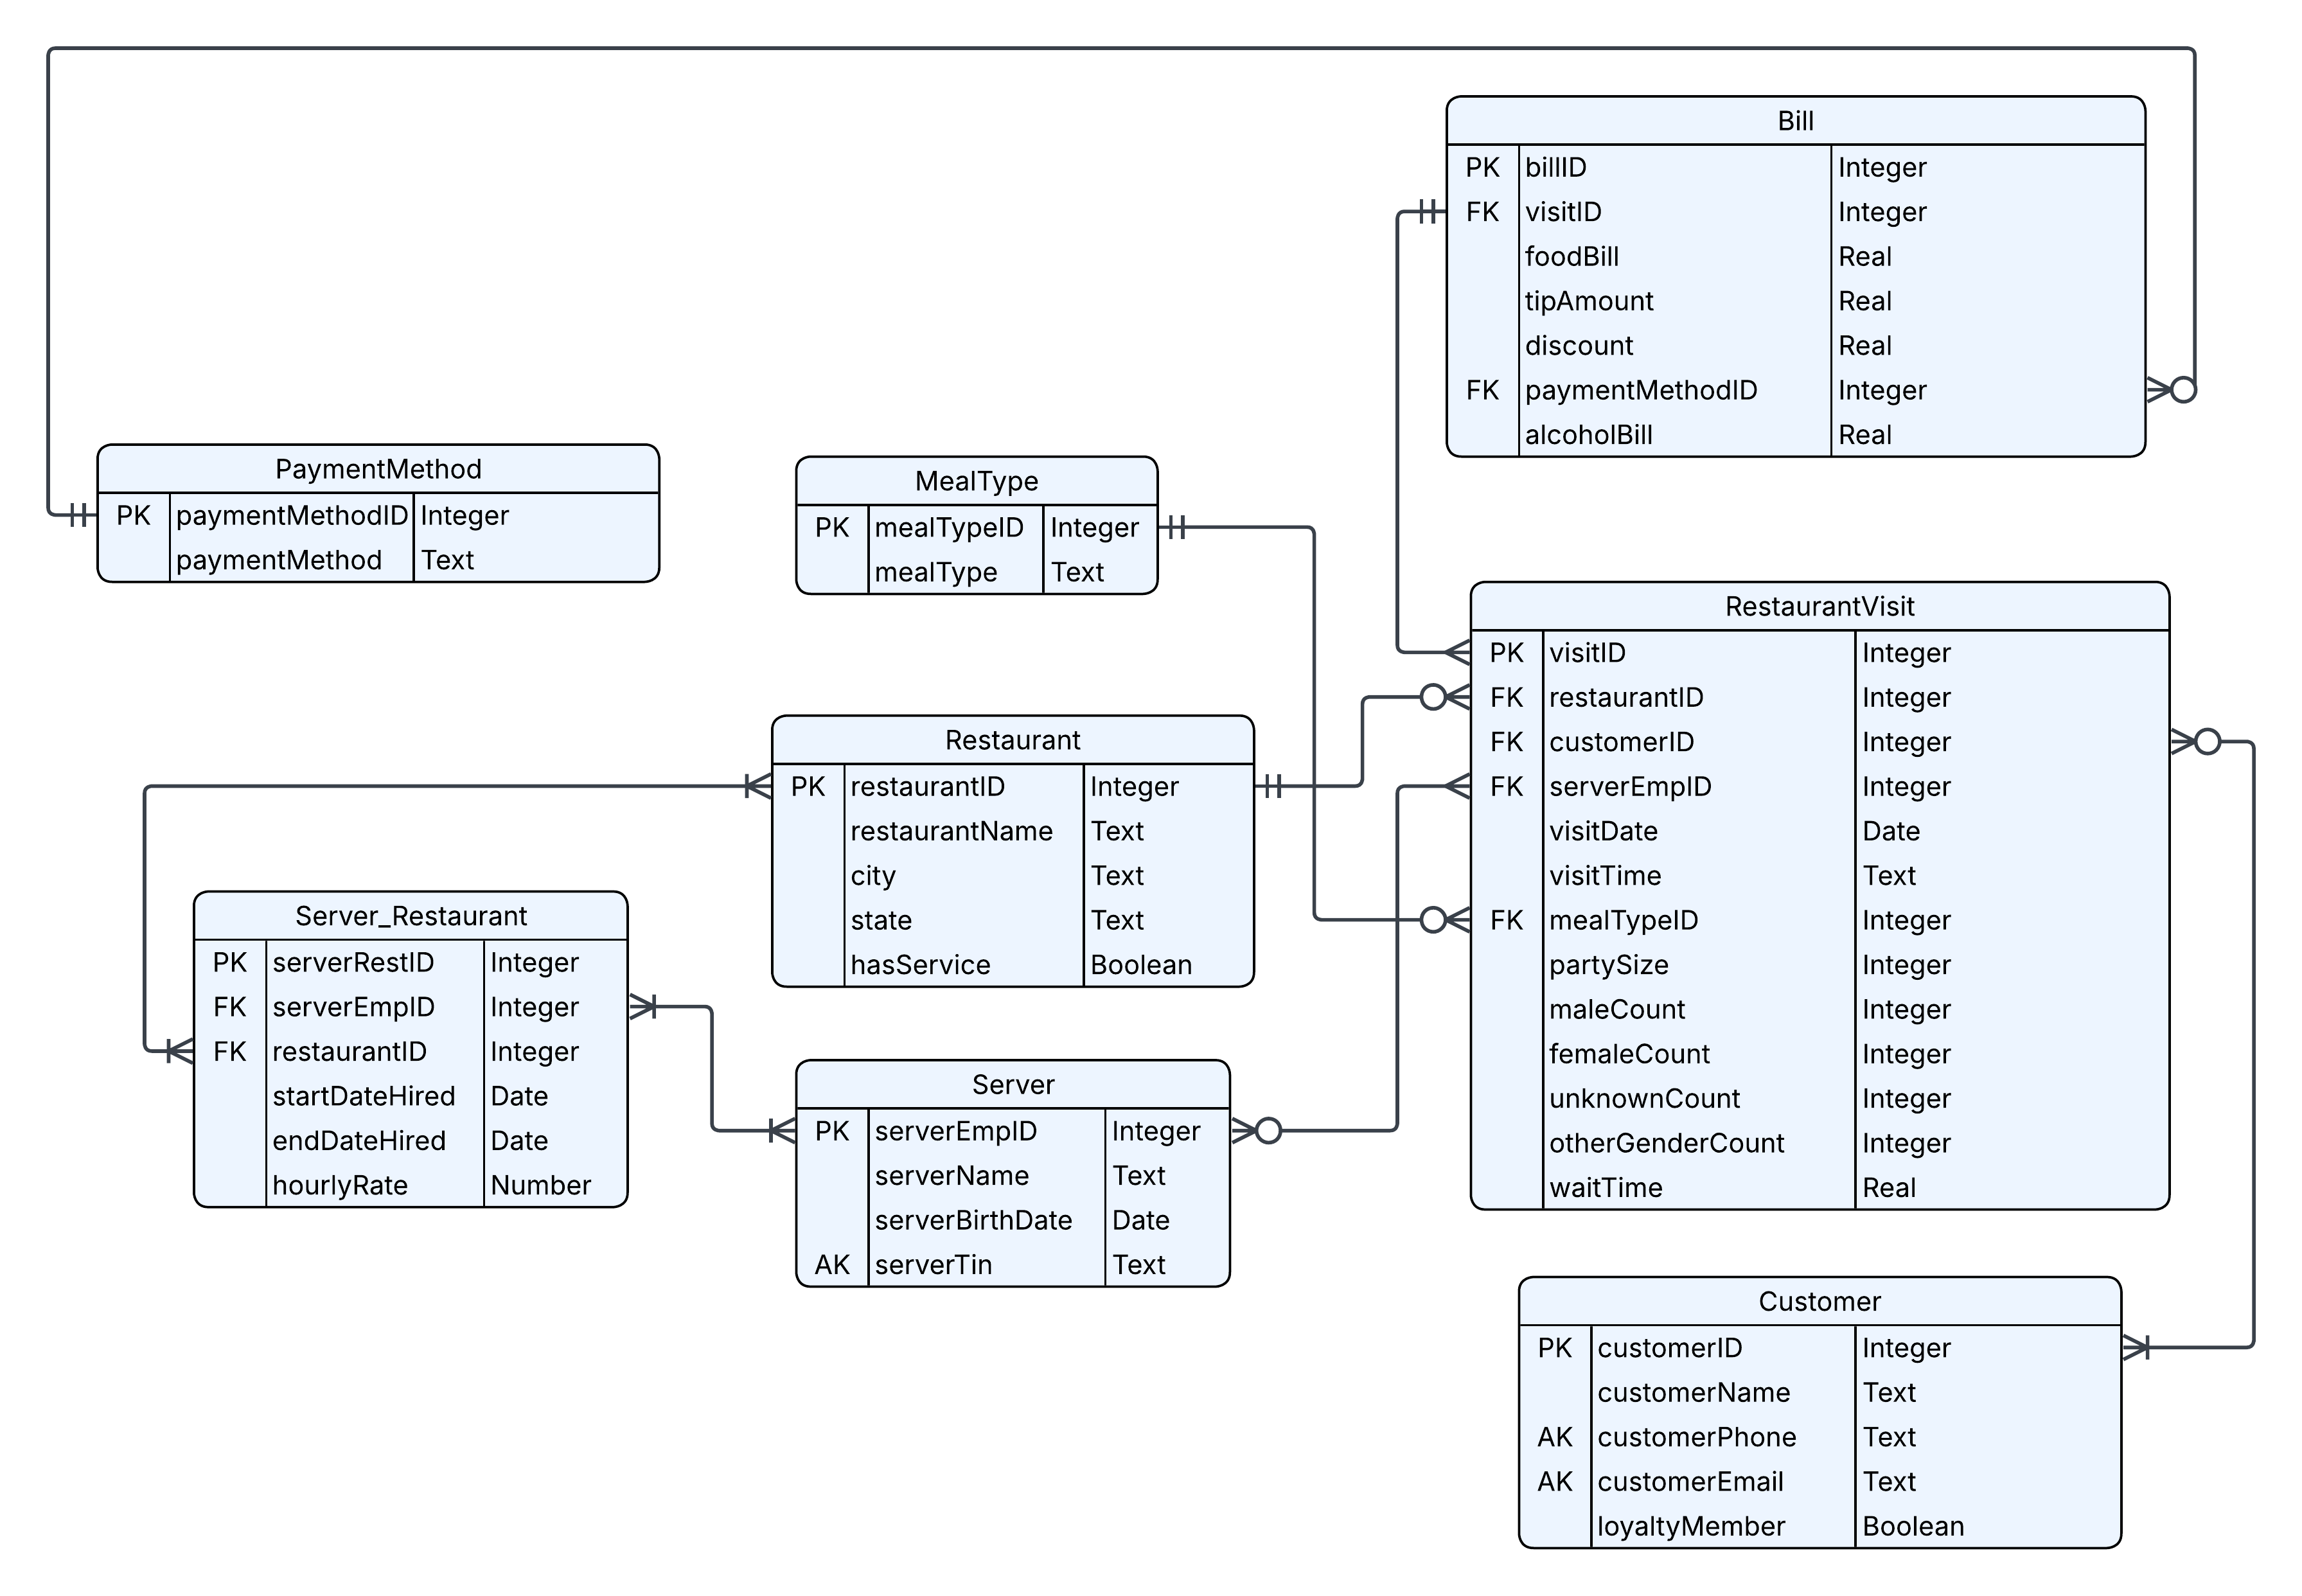 Bill
PK billID Integer
FK visitID Integer
foodBill Real
tipAmount Real
discount Real
FK paymentMethodID Integer
alcoholBill Real
PaymentMethod
PK paymentMethodID Integer
paymentMethod Text
MealType
PK mealTypeID Integer
mealType Text
RestaurantVisit
PK visitID Integer
FK restaurantID Integer
FK customerID Integer
FK serverEmpID Integer
visitDate Date
visitTime Text
FK mealTypeID Integer
partySize Integer
maleCount Integer
femaleCount Integer
unknownCount Integer
otherGenderCount Integer
waitTime Real
Restaurant
PK restaurantID Integer
restaurantName Text
city Text
state Text
hasService Boolean
Server_Restaurant
PK serverRestID Integer
FK serverEmpID Integer
FK restaurantID Integer
startDateHired Date
endDateHired Date
hourlyRate Number
Server
PK serverEmpID Integer
serverName Text
serverBirthDate Date
AK serverTin Text
Customer
PK customerID Integer
customerName Text
AK customerPhone Text
AK customerEmail Text
loyaltyMember Boolean